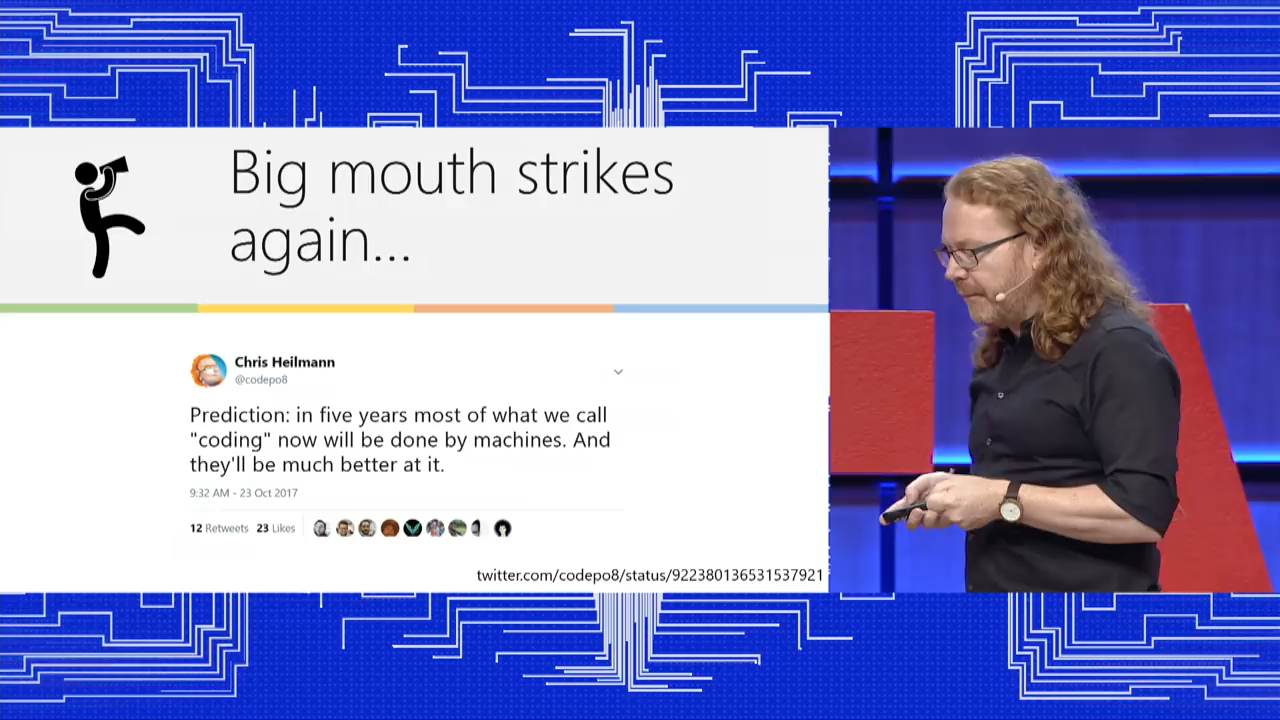 Big mouth strikes
again...
Chris Heilmann
@codepo8
Prediction: in five years most of what we call
"coding" now will be done by machines. And
they'll be much better at it.
9:32 AM - 23 Oct 2017
12 Retweets 23 Likes
twitter.com/codepo8/status/922380136531537921